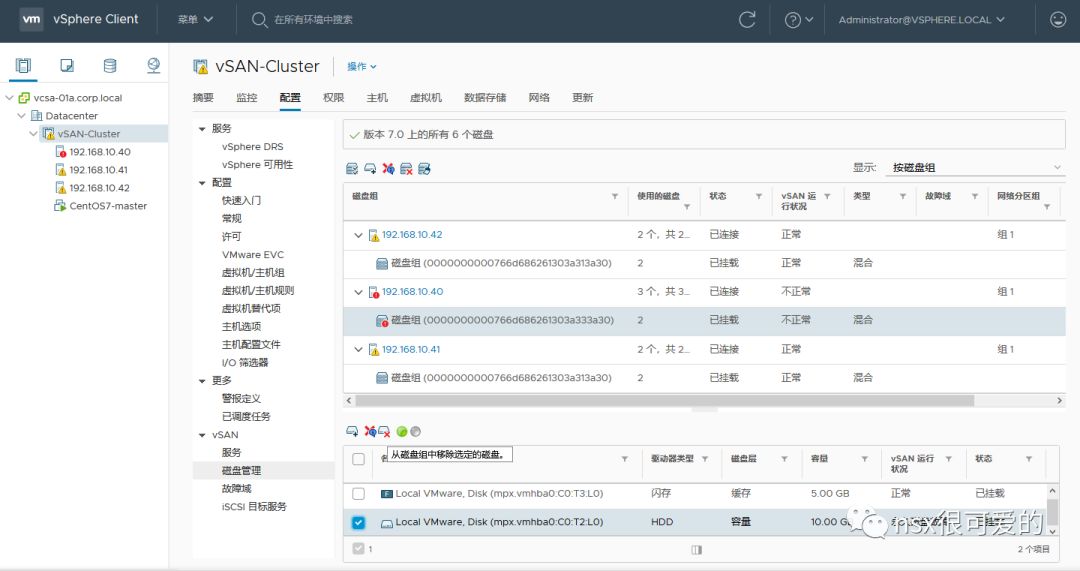 vm vSphere Client 菜单 在所有环境中搜索 Administrator@VSPHERE.LOCAL
vcsa-01a.corp.local
Datacenter
vSAN-Cluster
192.168.10.40
192.168.10.41
192.168.10.42
CentOS7-master
vSAN-Cluster 操作
摘要 监控 配置 权限 主机 虚拟机 数据存储 网络 更新
服务
vSphere DRS
vSphere 可用性
配置
快速入门
常规
许可
VMware EVC
虚拟机/主机组
虚拟机/主机规则
虚拟机替代项
主机选项
主机配置文件
I/O 筛选器
更多
警报定义
已调度任务
vSAN
服务
磁盘管理
故障域
iSCSI 目标服务
版本 7.0 上的所有 6 个磁盘
显示: 按磁盘组
磁盘组 使用的磁盘 状态 vSAN 运行状况 类型 故障域 网络分区组
192.168.10.42 2 个，共 2... 已连接 正常 组 1
磁盘组 (0000000000766d686261303a313a30) 2 已挂载 正常 混合
192.168.10.40 3 个，共 3... 已连接 不正常 组 1
磁盘组 (0000000000766d686261303a333a30) 2 已挂载 不正常 混合
192.168.10.41 2 个，共 2... 已连接 正常 组 1
磁盘组 (0000000000766d686261303a313a30) 2 已挂载 正常 混合
从磁盘组中移除选定的磁盘。
驱动器类型 磁盘层 容量 vSAN 运行状况 状态
F Local VMware, Disk (mpx.vmhba0:C0:T3:L0) 闪存 缓存 5.00 GB 正常 已挂载
Local VMware, Disk (mpx.vmhba0:C0:T2:L0) HDD 容量 10.00 GB
nsx很可爱的
1 2 个项目